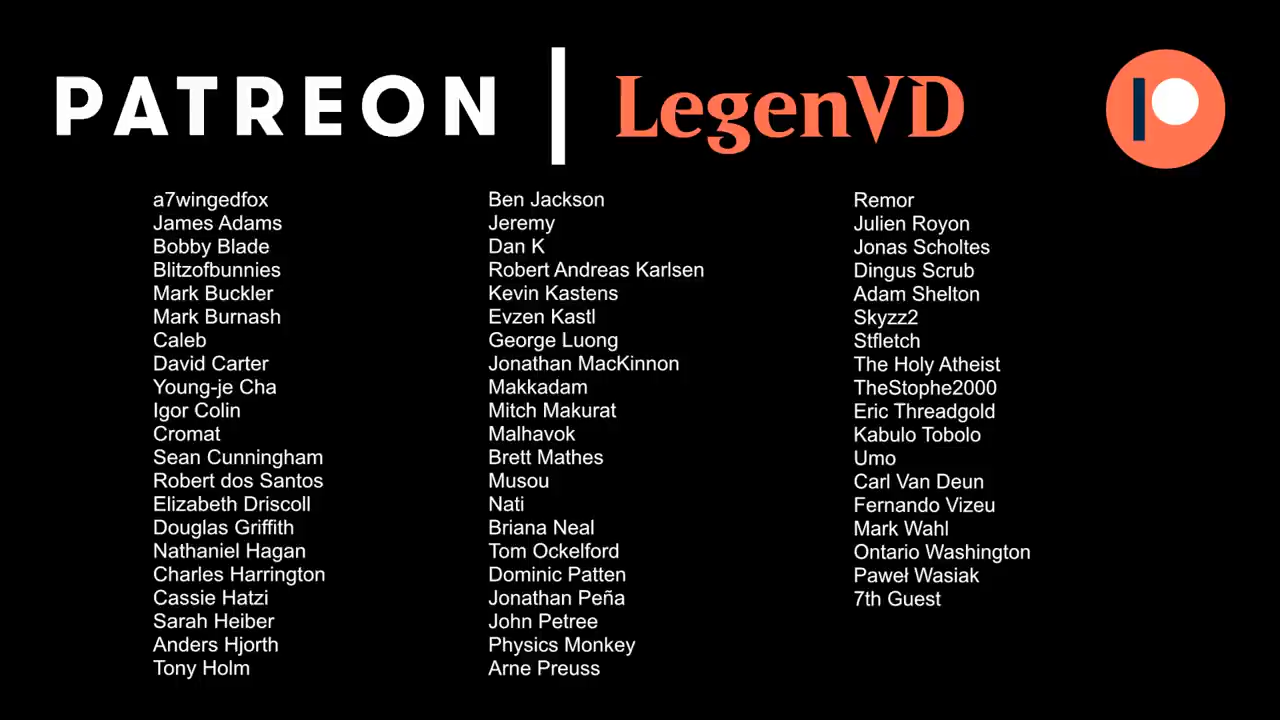 PATREON | LegenVD
a7wingedfox
James Adams
Bobby Blade
Blitzofbunnies
Mark Buckler
Mark Burnash
Caleb
David Carter
Young-je Cha
Igor Colin
Cromat
Sean Cunningham
Robert dos Santos
Elizabeth Driscoll
Douglas Griffith
Nathaniel Hagan
Charles Harrington
Cassie Hatzi
Sarah Heiber
Anders Hjorth
Tony Holm
Ben Jackson
Jeremy
Dan K
Robert Andreas Karlsen
Kevin Kastens
Evzen Kastl
George Luong
Jonathan MacKinnon
Makkadam
Mitch Makurat
Malhavok
Brett Mathes
Musou
Nati
Briana Neal
Tom Ockelford
Dominic Patten
Jonathan Peña
John Petree
Physics Monkey
Arne Preuss
Remor
Julien Royon
Jonas Scholtes
Dingus Scrub
Adam Shelton
Skyzz2
Stfletch
The Holy Atheist
TheStophe2000
Eric Threadgold
Kabulo Tobolo
Umo
Carl Van Deun
Fernando Vizeu
Mark Wahl
Ontario Washington
Paweł Wasiak
7th Guest